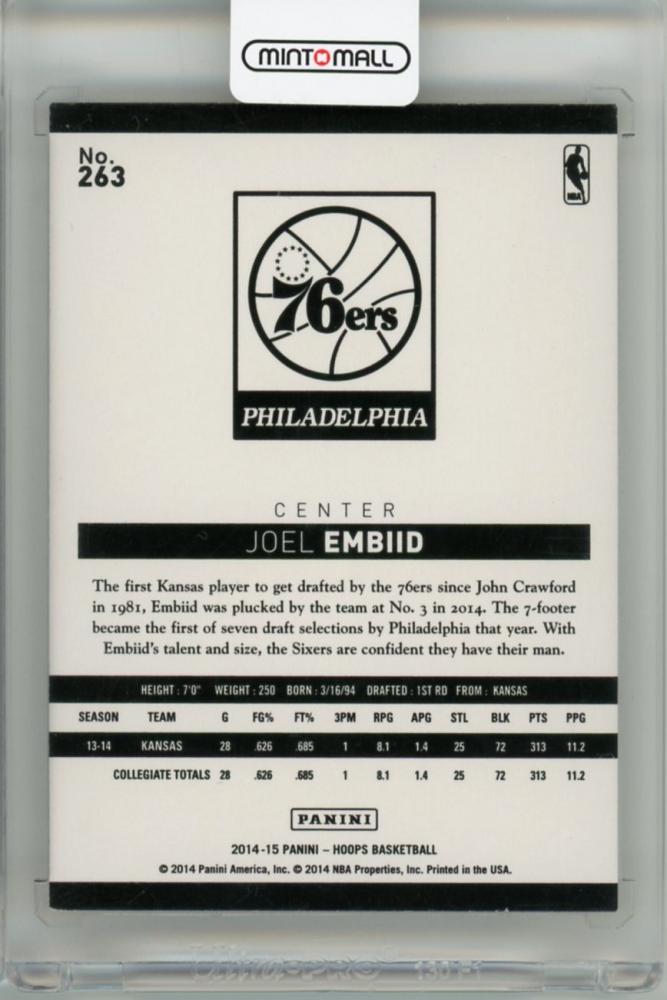 MINTOMALL
No.
263
NBA
76ers
PHILADELPHIA
CENTER
JOEL EMBIID
The first Kansas player to get drafted by the 76ers since John Crawford
in 1981, Embiid was plucked by the team at No. 3 in 2014. The 7-footer
became the first of seven draft selections by Philadelphia that year. With
Embiid's talent and size, the Sixers are confident they have their man.
HEIGHT : 7'0" WEIGHT : 250 BORN : 3/16/94 DRAFTED : 1ST RD FROM : KANSAS
SEASON TEAM G FG% FT% 3PM RPG APG STL BLK PTS PPG
13-14 KANSAS 28 .626 .685 1 8.1 1.4 25 72 313 11.2
COLLEGIATE TOTALS 28 .626 .685 1 8.1 1.4 25 72 313 11.2
PANINI
2014-15 PANINI – HOOPS BASKETBALL
© 2014 Panini America, Inc. © 2014 NBA Properties, Inc. Printed in the USA.
Ultra-PRO